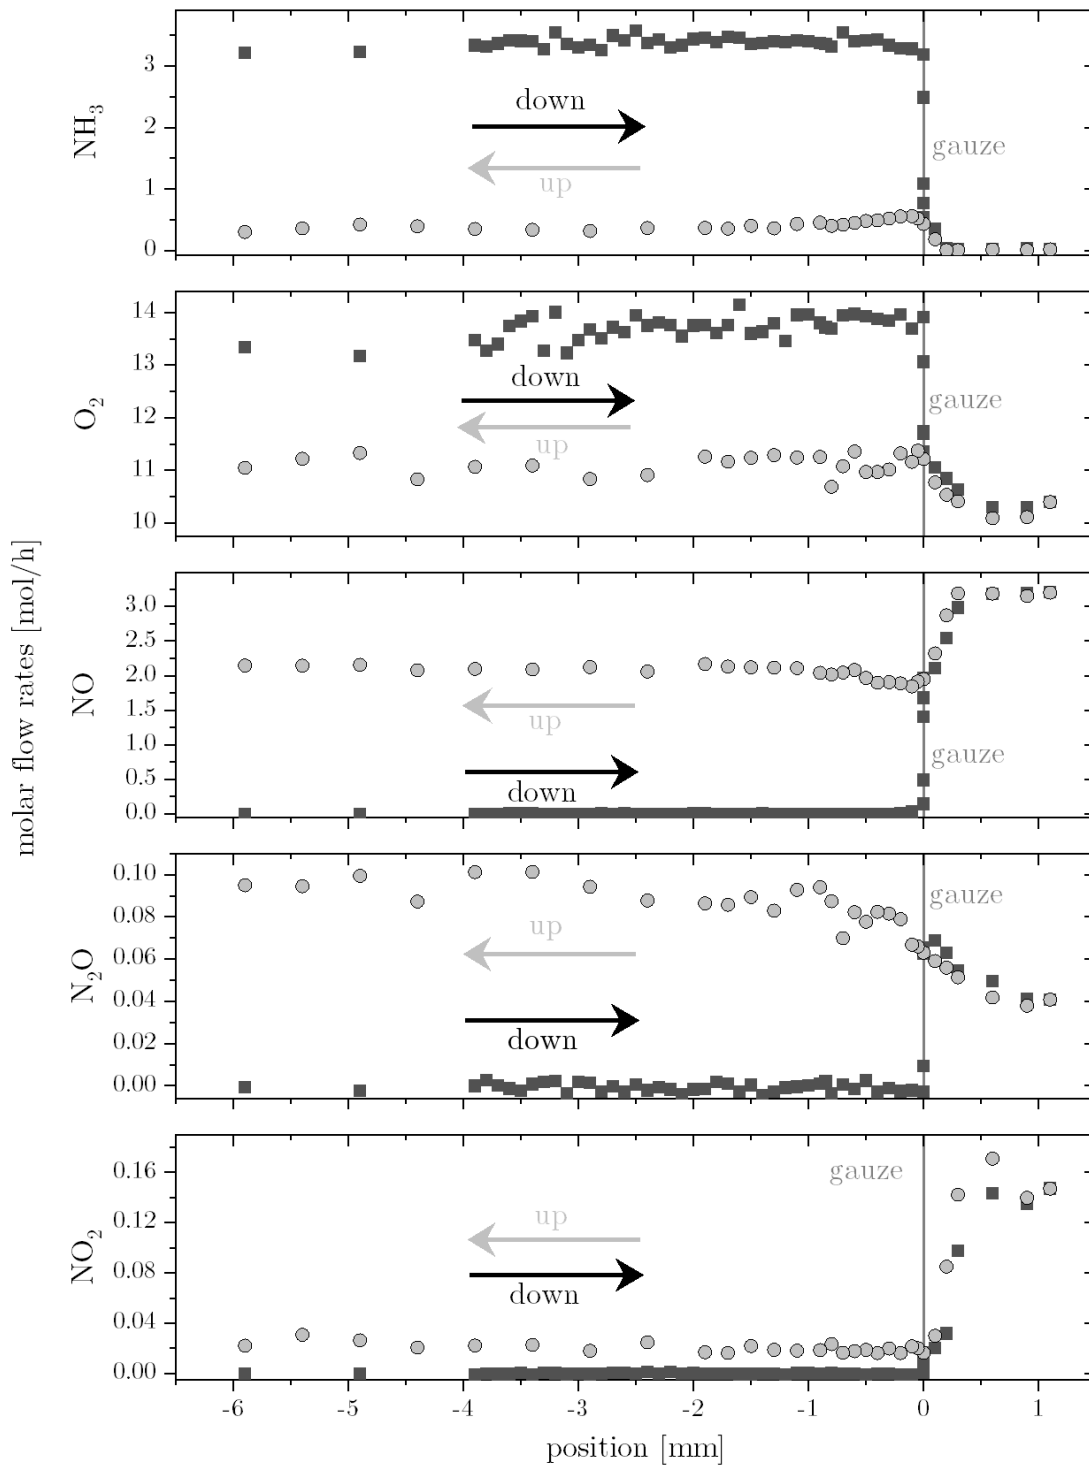 molar flow rates [mol/h]
NH₃
3
2
1
0
down
up
gauze
O₂
14
13
12
11
10
down
up
gauze
NO
3.0
2.5
2.0
1.5
1.0
0.5
0.0
up
down
gauze
N₂O
0.10
0.08
0.06
0.04
0.02
0.00
up
down
gauze
NO₂
0.16
0.12
0.08
0.04
0.00
up
down
gauze
-6 -5 -4 -3 -2 -1 0 1
position [mm]